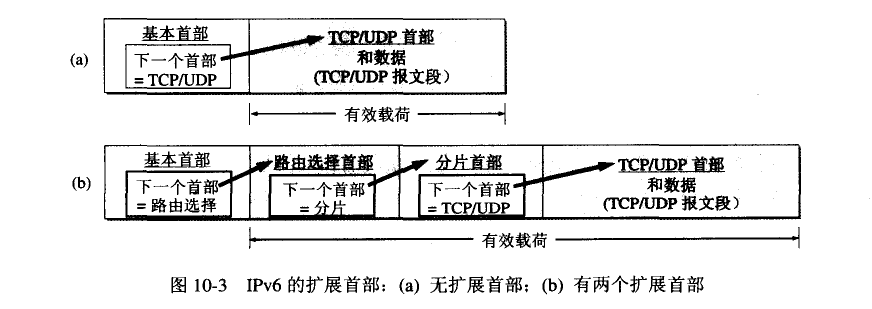 (a)
基本首部
下一个首部
= TCP/UDP
TCP/UDP 首部
和数据
(TCP/UDP 报文段)
有效载荷
(b)
基本首部
下一个首部
= 路由选择
路由选择首部
下一个首部
= 分片
分片首部
下一个首部
= TCP/UDP
TCP/UDP 首部
和数据
(TCP/UDP 报文段)
有效载荷
图 10-3 IPv6 的扩展首部: (a) 无扩展首部; (b) 有两个扩展首部